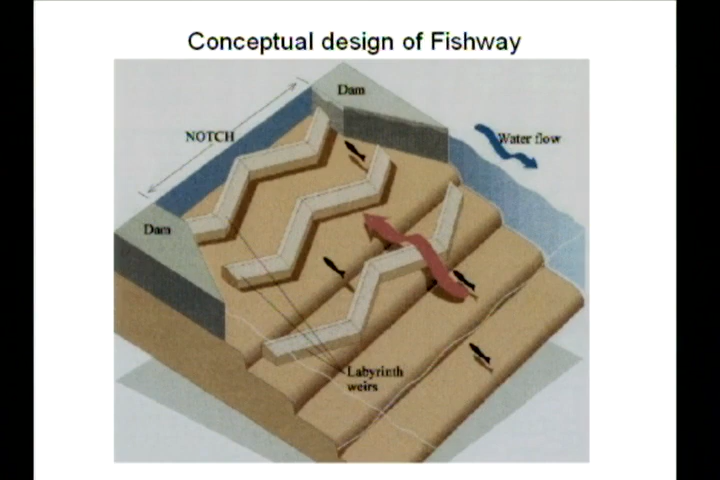 Conceptual design of Fishway
Dam
NOTCH
Water flow
Dam
Labyrinth
weirs